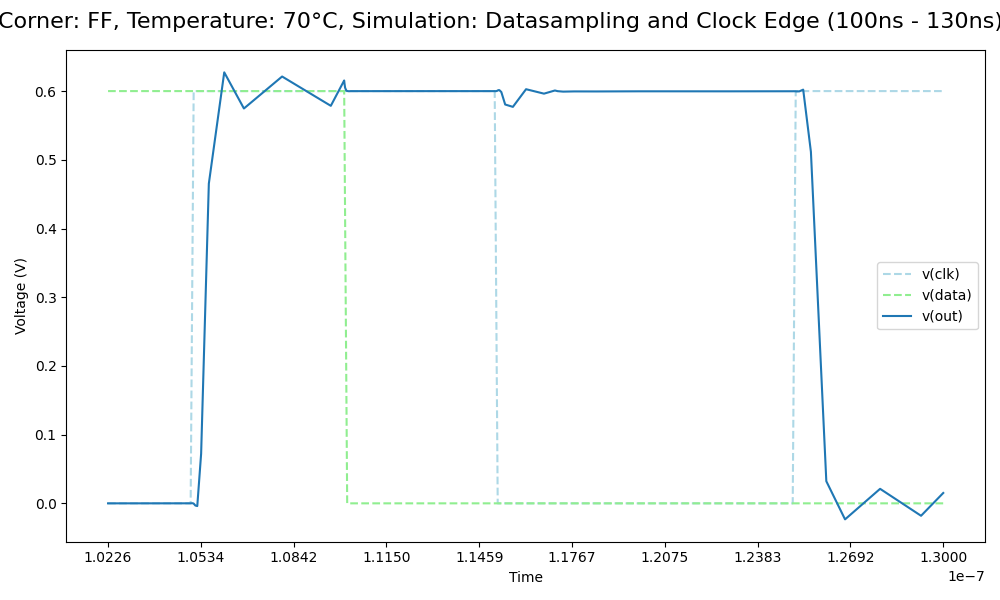 Corner: FF, Temperature: 70°C, Simulation: Datasampling and Clock Edge (100ns - 130ns)
0.6
0.5
0.4
0.3
0.2
0.1
0.0
Voltage (V)
v(clk)
v(data)
v(out)
1.0226 1.0534 1.0842 1.1150 1.1459 1.1767 1.2075 1.2383 1.2692 1.3000
1e−7
Time